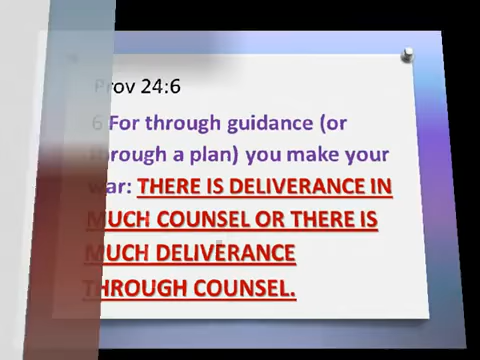 Prov 24:6
6 For through guidance (or
through a plan) you make your
war: THERE IS DELIVERANCE IN
MUCH COUNSEL OR THERE IS
MUCH DELIVERANCE
THROUGH COUNSEL.